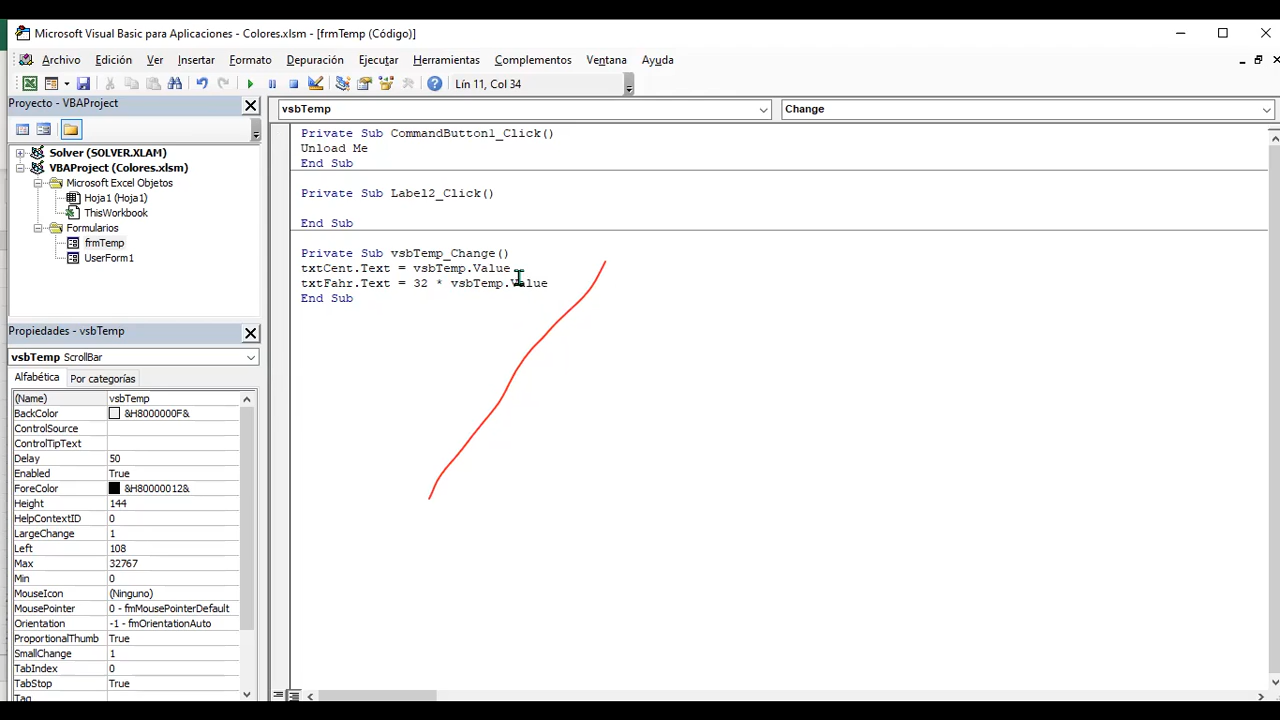 Microsoft Visual Basic para Aplicaciones - Colores.xlsm - [frmTemp (Código)]
Archivo Edición Ver Insertar Formato Depuración Ejecutar Herramientas Complementos Ventana Ayuda
Lín 11, Col 34
Proyecto - VBAProject
Solver (SOLVER.XLAM)
VBAProject (Colores.xlsm)
Microsoft Excel Objetos
Hoja1 (Hoja1)
ThisWorkbook
Formularios
frmTemp
UserForm1
Propiedades - vsbTemp
vsbTemp ScrollBar
Alfabética Por categorías
(Name) vsbTemp
BackColor &H8000000F&
ControlSource
ControlTipText
Delay 50
Enabled True
ForeColor &H80000012&
Height 144
HelpContextID 0
LargeChange 1
Left 108
Max 32767
Min 0
MouseIcon (Ninguno)
MousePointer 0 - fmMousePointerDefault
Orientation -1 - fmOrientationAuto
ProportionalThumb True
SmallChange 1
TabIndex 0
TabStop True
Tag
vsbTemp Change
Private Sub CommandButton1_Click()
Unload Me
End Sub
Private Sub Label2_Click()
End Sub
Private Sub vsbTemp_Change()
txtCent.Text = vsbTemp.Value
txtFahr.Text = 32 * vsbTemp.Value
End Sub